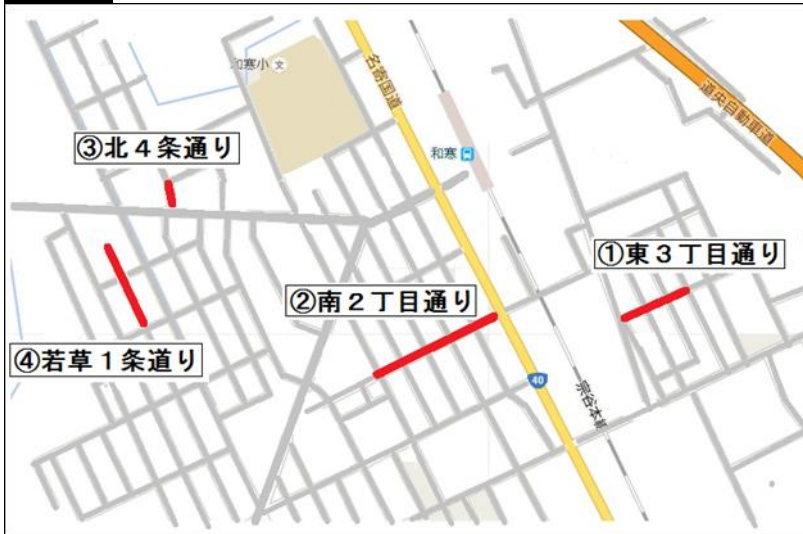 和寒小
名寄国道
道央自動車道
③北４条通り
和寒
①東３丁目通り
②南２丁目通り
④若草１条道り
40
宗谷本線